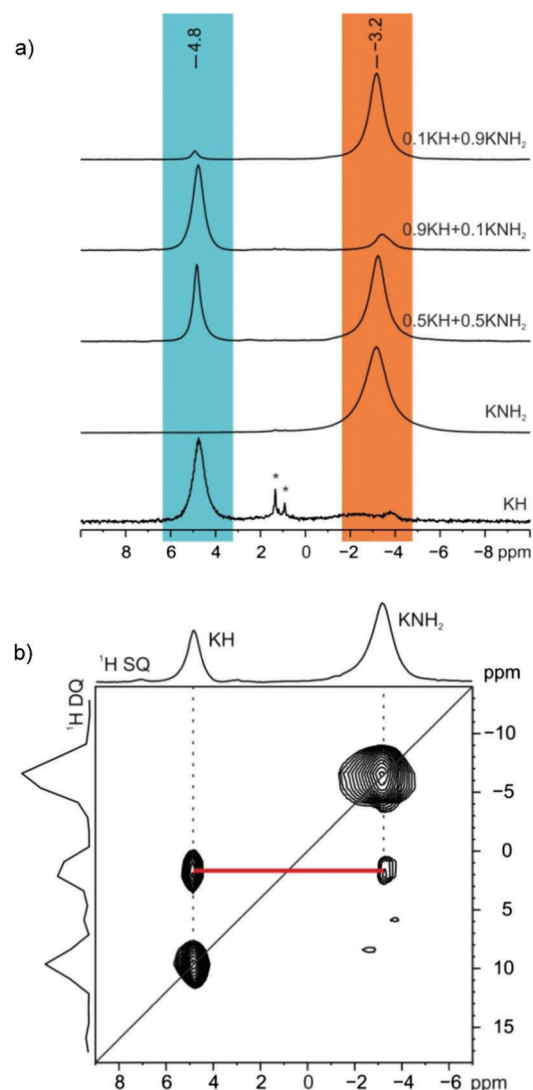 a)
4.8
−3.2
0.1KH+0.9KNH₂
0.9KH+0.1KNH₂
0.5KH+0.5KNH₂
KNH₂
* *
KH
8 6 4 2 0 −2 −4 −6 −8 ppm
b)
KH
KNH₂
¹H SQ
ppm
¹H DQ
−10
−5
0
5
10
15
8 6 4 2 0 −2 −4 −6 ppm